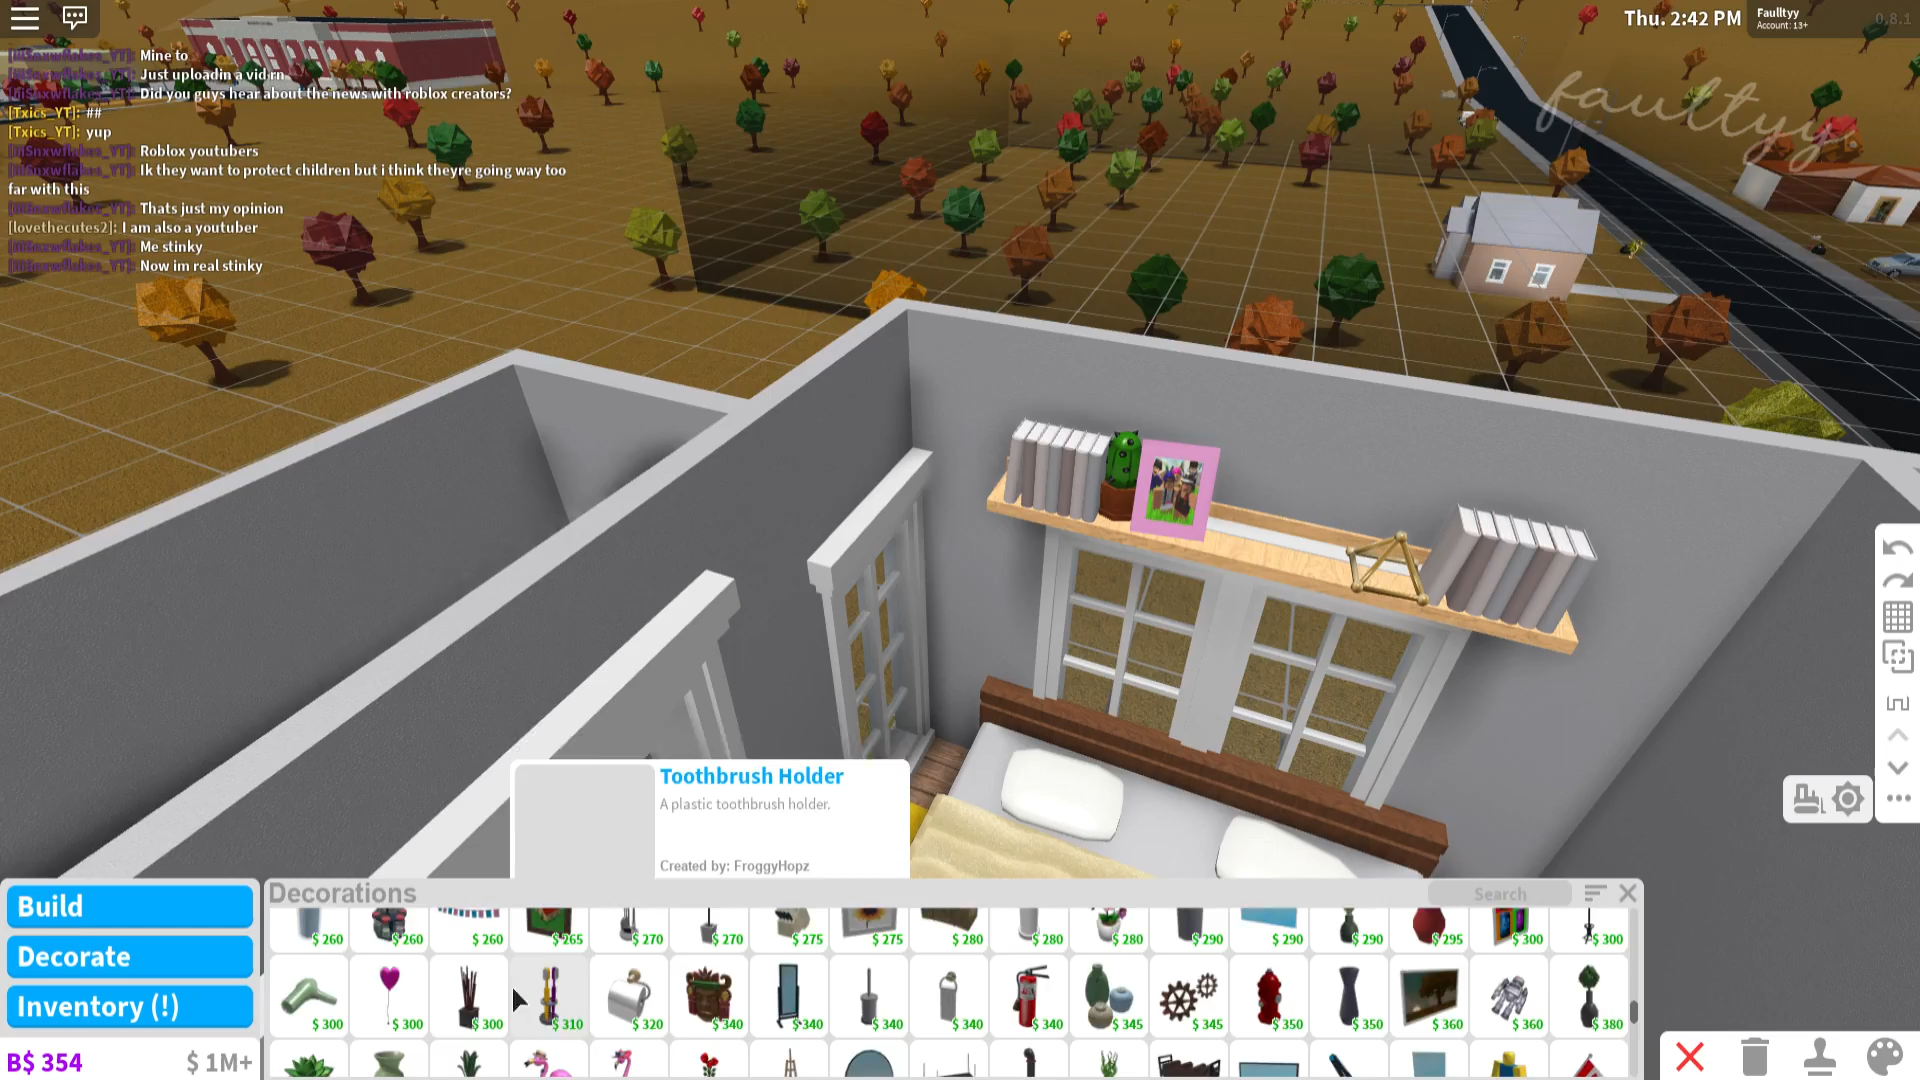 Thu. 2:42 PM
Faulltyy
Account: 13+
0.8.1
Mine to
Just uploadin a vid rn
Did you guys hear about the news with roblox creators?
[Txics_YT]: ##
[Txics_YT]: yup
Roblox youtubers
Ik they want to protect children but i think theyre going way too
far with this
Thats just my opinion
[lovethecutes2]: I am also a youtuber
Me stinky
Now im real stinky
faultyy
Toothbrush Holder
A plastic toothbrush holder.
Created by: FroggyHopz
Build
Decorate
Inventory (!)
B$ 354
$ 1M+
Decorations
Search
$ 260 $ 260 $ 260 $ 265 $ 270 $ 270 $ 275 $ 275 $ 280 $ 280 $ 280 $ 290 $ 290 $ 290 $ 295 $ 300 $ 300
$ 300 $ 300 $ 300 $ 310 $ 320 $ 340 $ 340 $ 340 $ 340 $ 340 $ 345 $ 345 $ 350 $ 350 $ 360 $ 360 $ 380